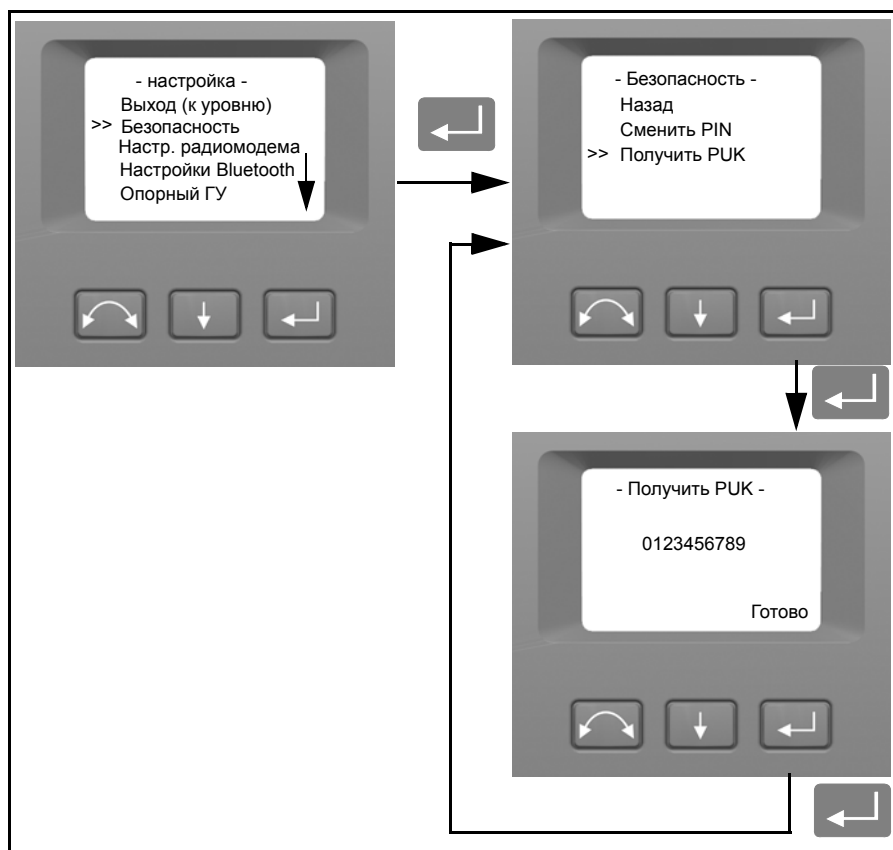 - настройка -
Выход (к уровню)
>> Безопасность
Настр. радиомодема
Настройки Bluetooth
Опорный ГУ
- Безопасность -
Назад
Сменить PIN
>> Получить PUK
- Получить PUK -
0123456789
Готово